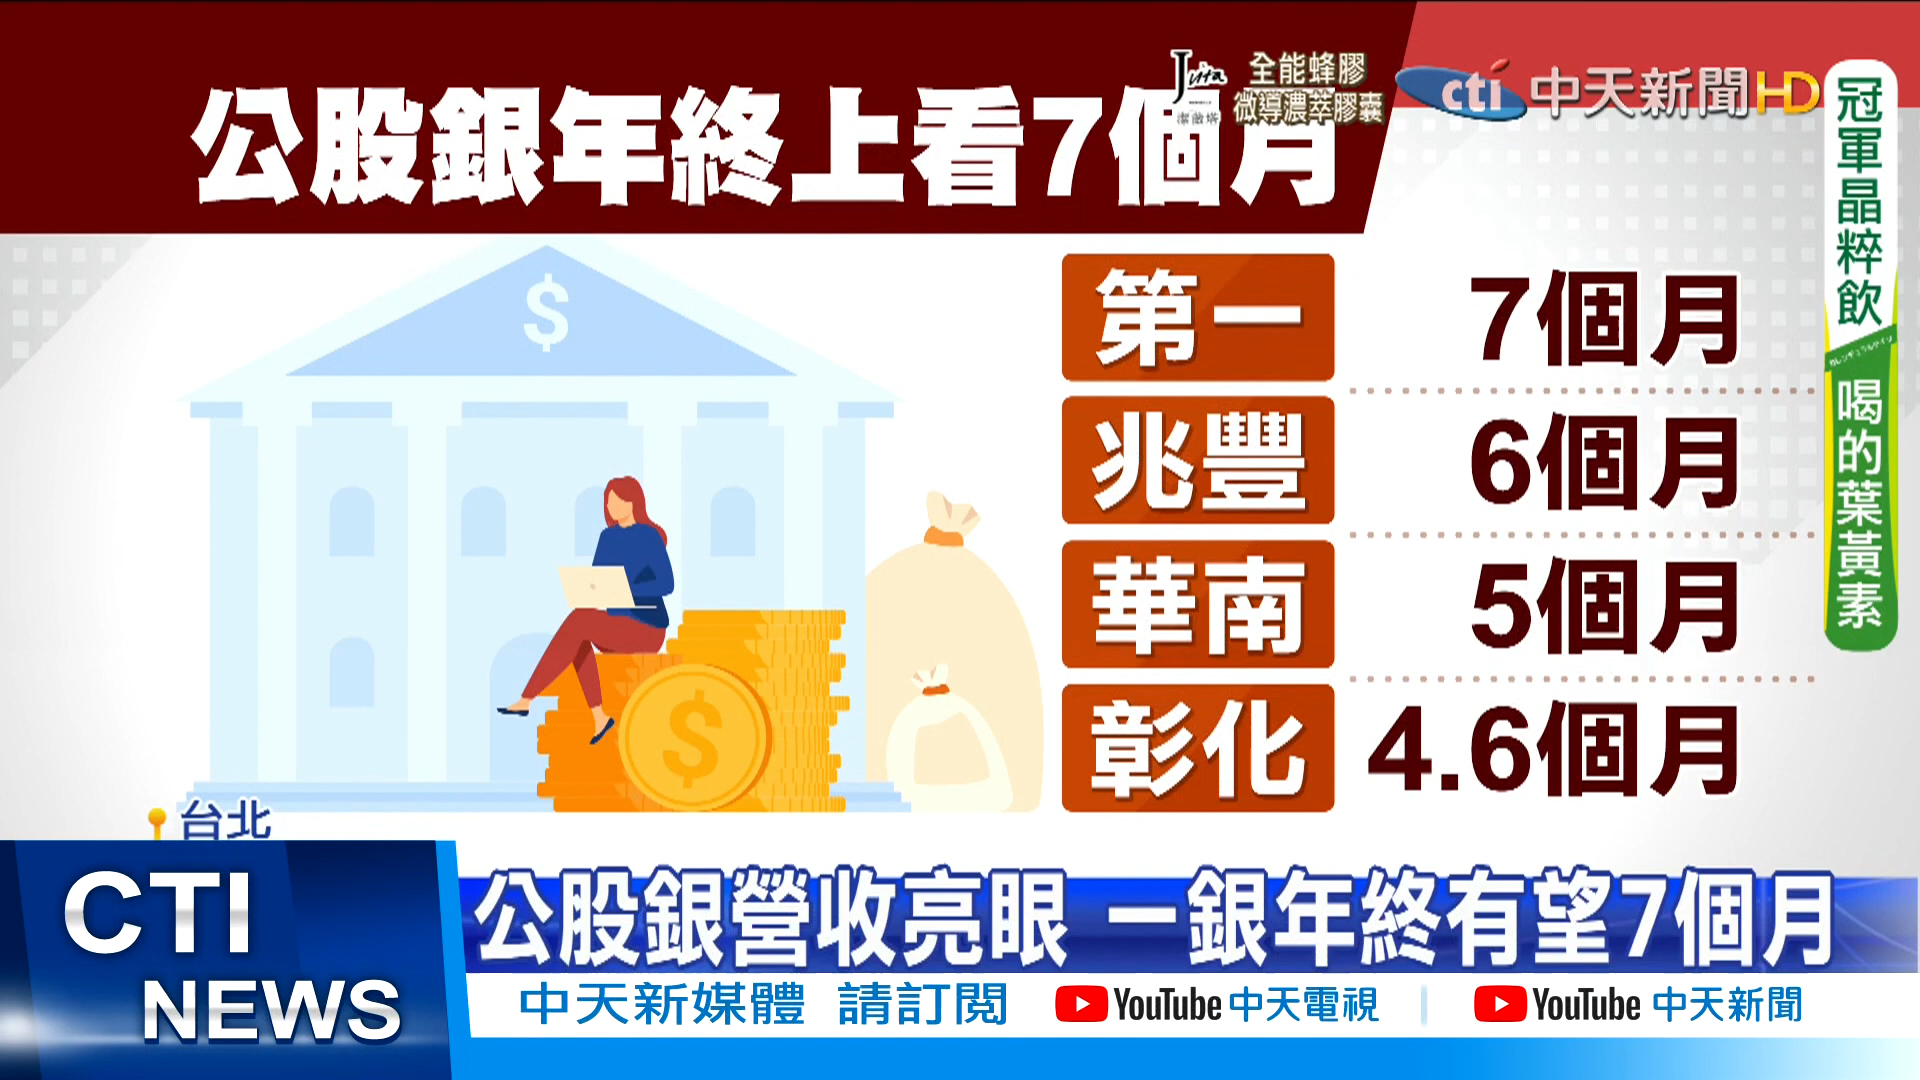 公股銀年終上看7個月
Jvita
潔薇塔
全能蜂膠
微導濃萃膠囊
cti 中天新聞HD
冠軍晶粹飲
喝的葉黃素
$
第一 7個月
兆豐 6個月
華南 5個月
彰化 4.6個月
$
台北
CTI
NEWS
公股銀營收亮眼 一銀年終有望7個月
中天新媒體 請訂閱 YouTube 中天電視 | YouTube 中天新聞